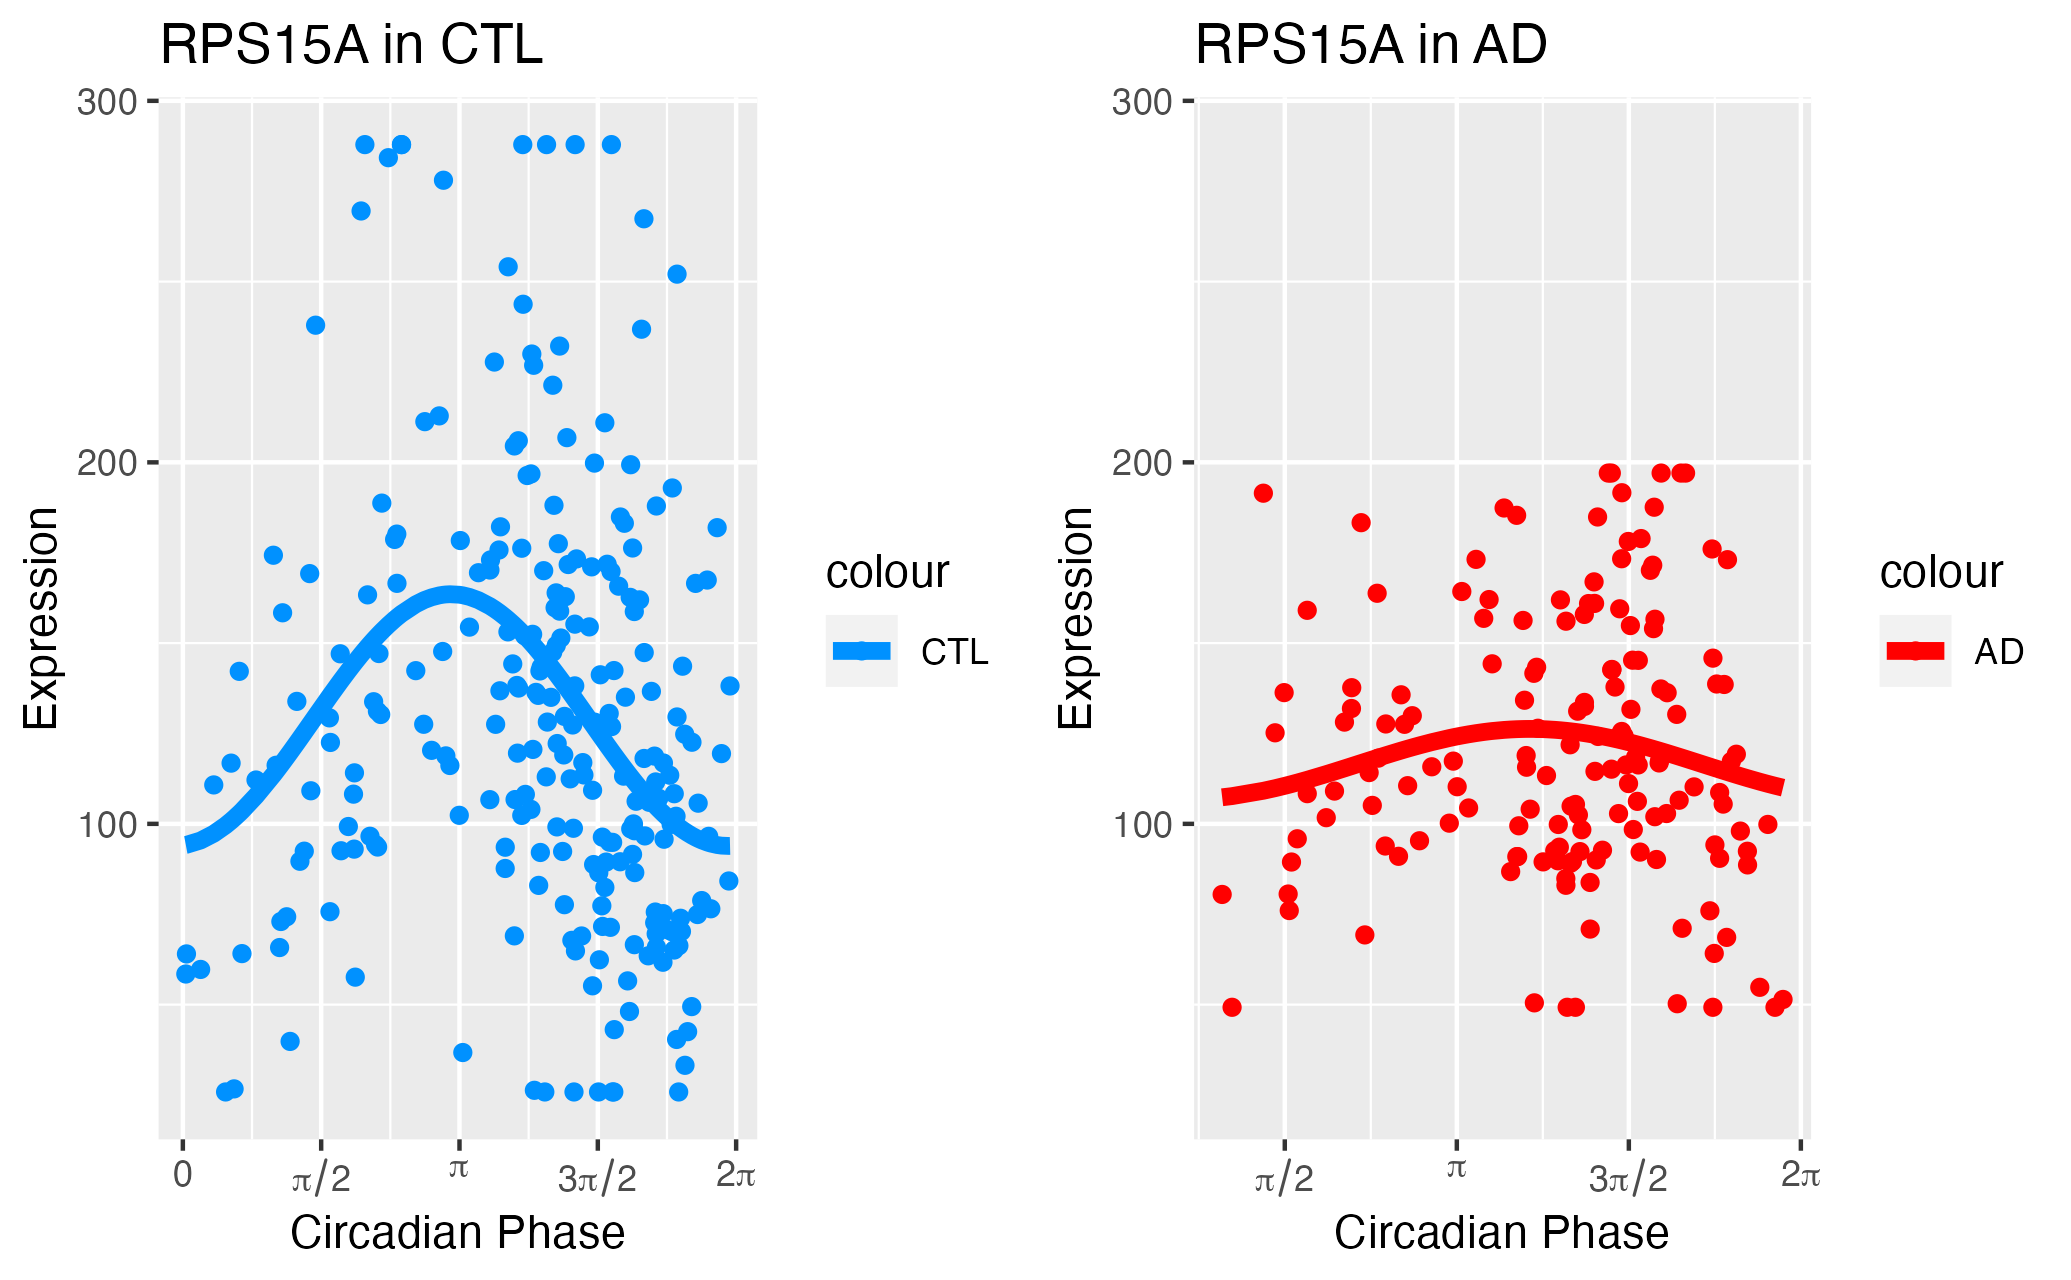 RPS15A in CTL
300
200
100
Expression
0
π/2
π
3π/2
2π
Circadian Phase
colour
CTL
RPS15A in AD
300
200
100
Expression
π/2
π
3π/2
2π
Circadian Phase
colour
AD